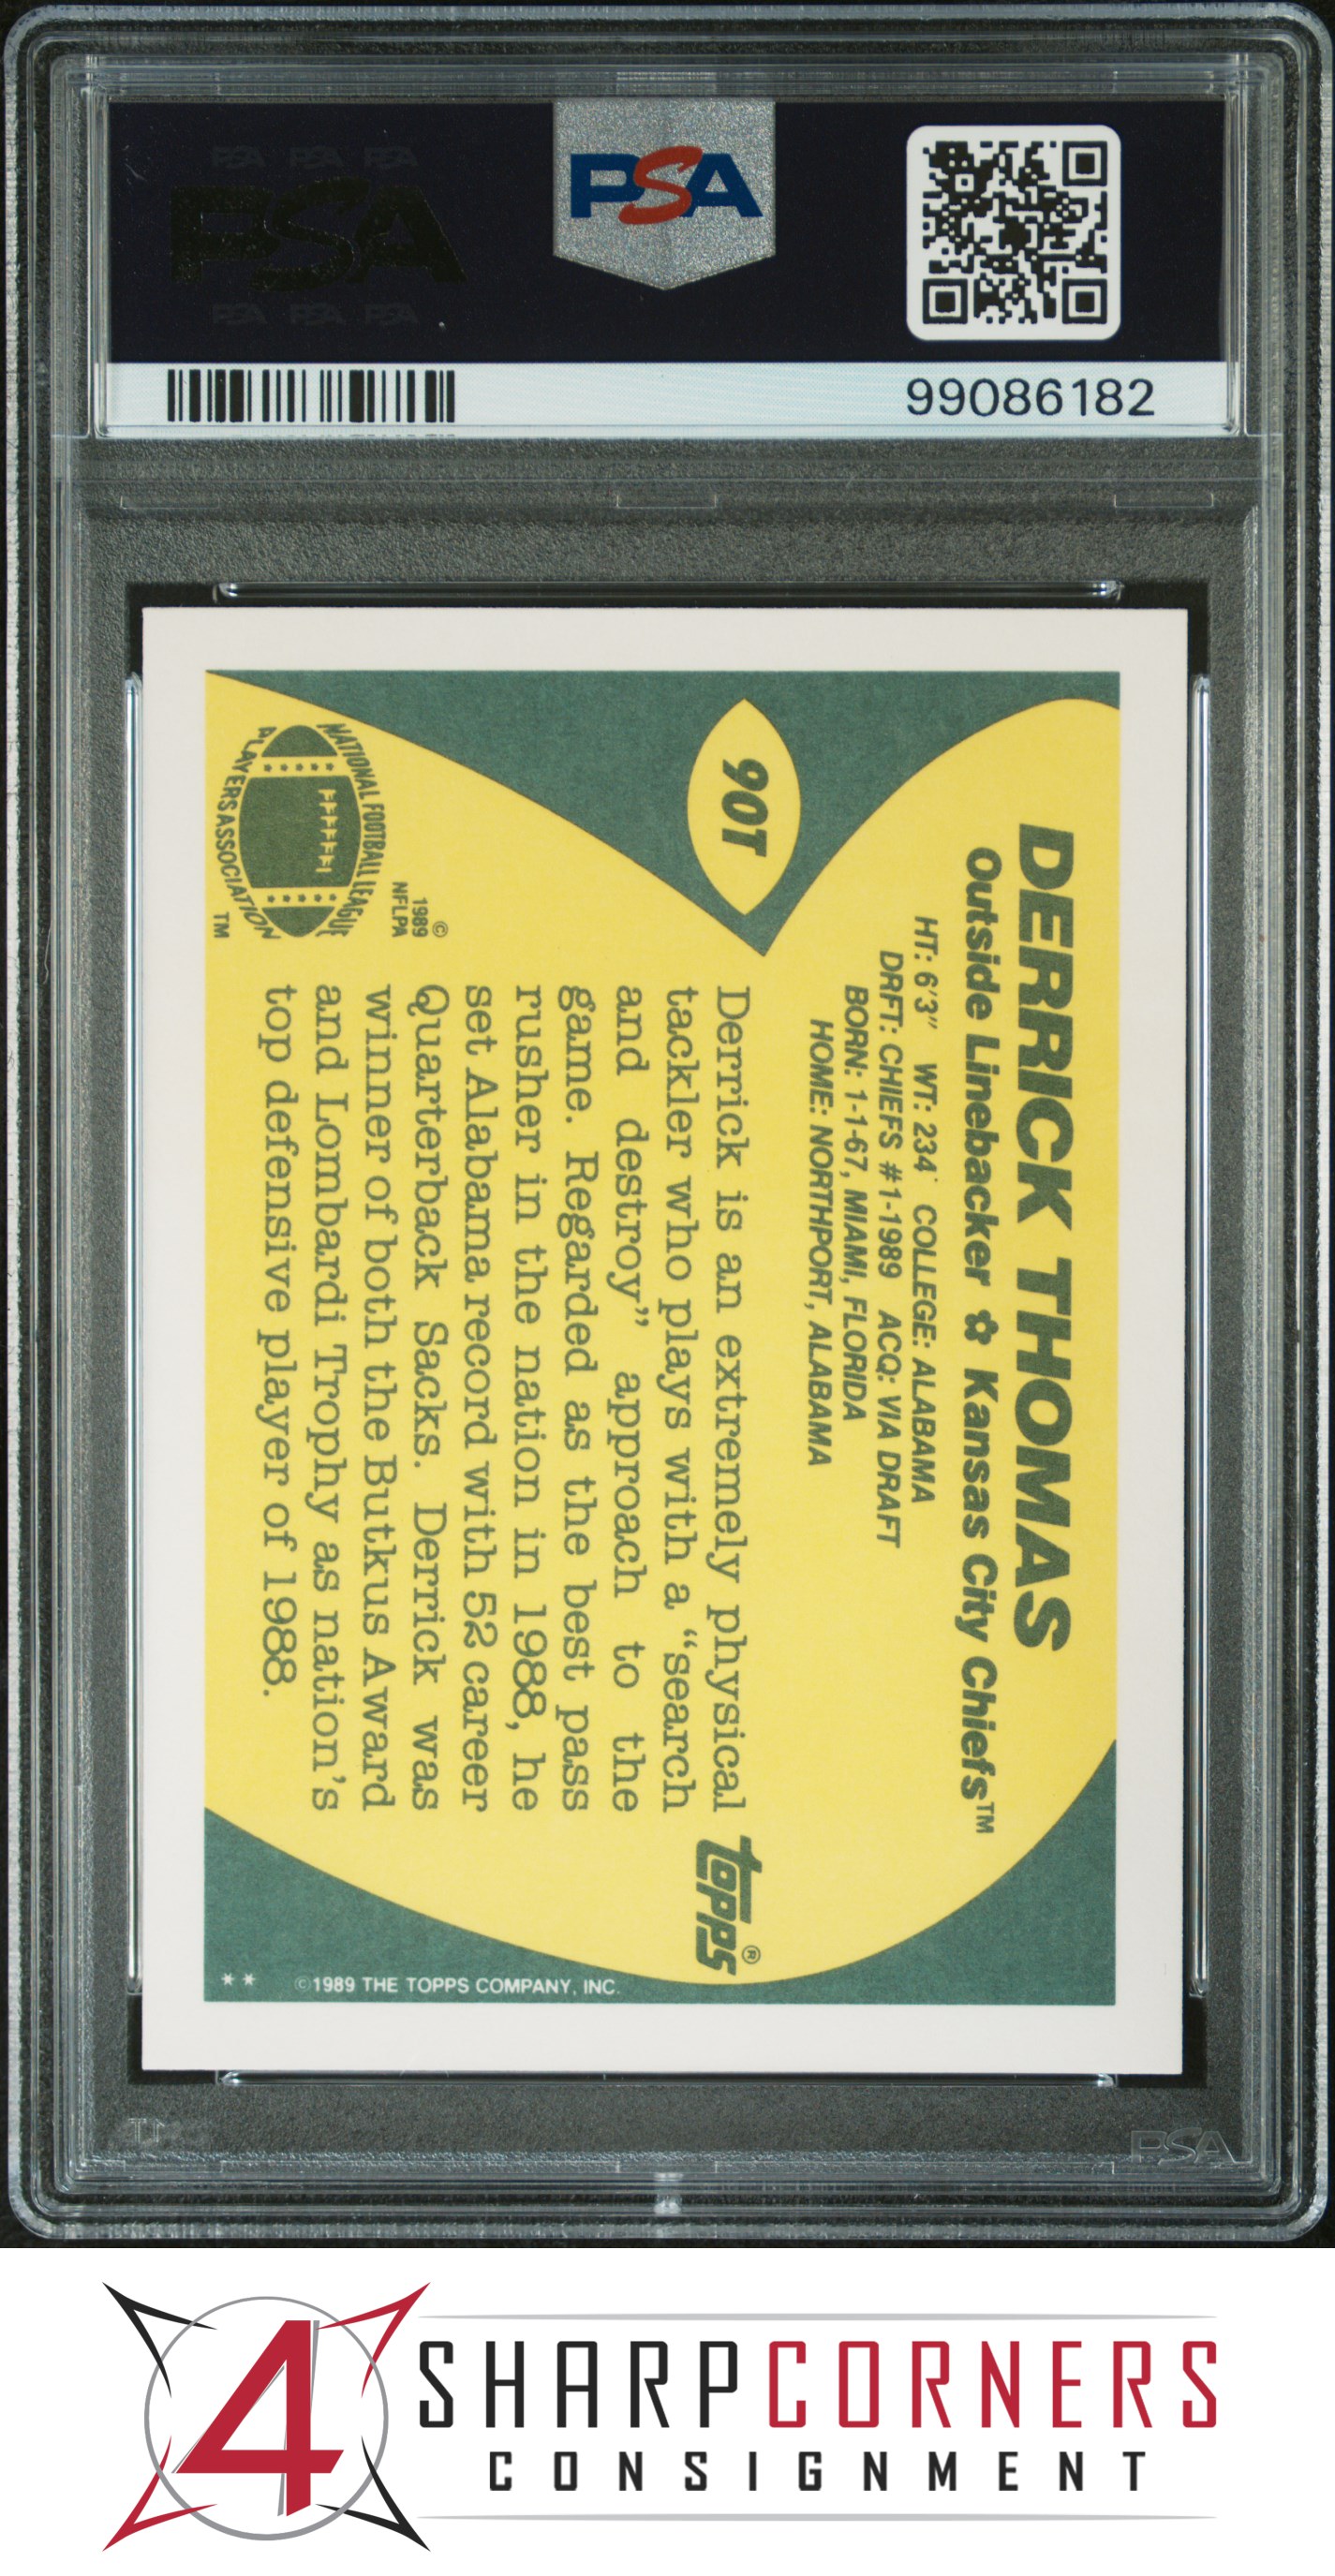 PSA PSA PSA
PSA
PSA PSA PSA
PSA
99086182
90T
DERRICK THOMAS
Outside Linebacker ✿ Kansas City Chiefs™
HT: 6'3" WT: 234 COLLEGE: ALABAMA
DRFT: CHIEFS #1-1989 ACQ: VIA DRAFT
BORN: 1-1-67, MIAMI, FLORIDA
HOME: NORTHPORT, ALABAMA
Derrick is an extremely physical
tackler who plays with a "search
and destroy" approach to the
game. Regarded as the best pass
rusher in the nation in 1988, he
set Alabama record with 52 career
Quarterback Sacks. Derrick was
winner of both the Butkus Award
and Lombardi Trophy as nation's
top defensive player of 1988.
©
1989
NFLPA
NATIONAL FOOTBALL LEAGUE
PLAYERS ASSOCIATION ™
topps®
** ©1989 THE TOPPS COMPANY, INC.
PSA
4
SHARPCORNERS
CONSIGNMENT